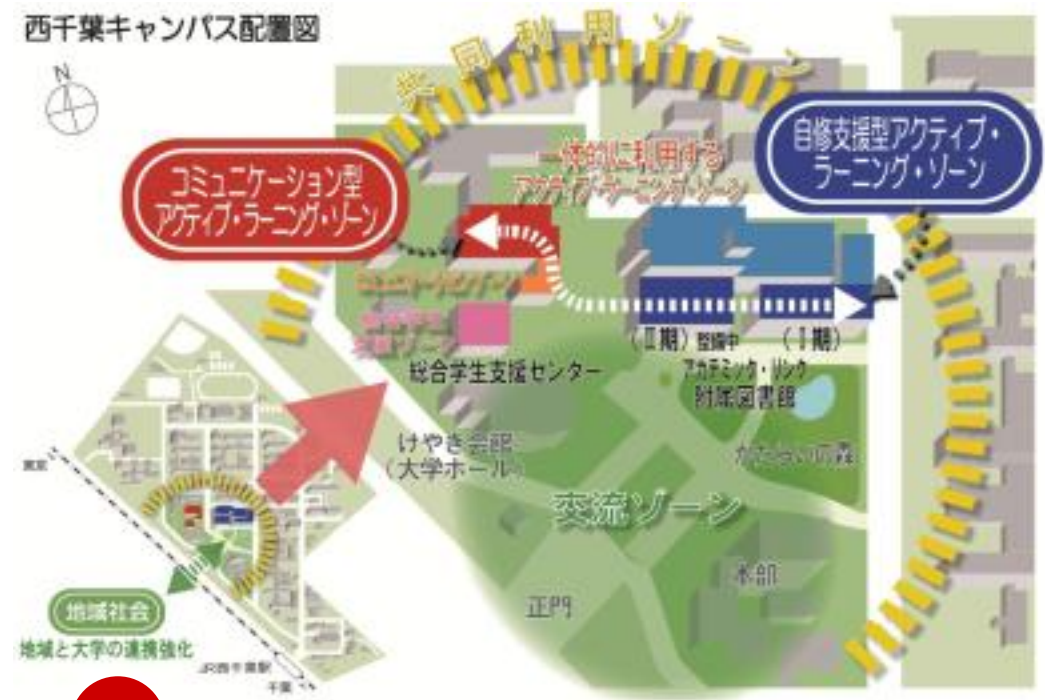 西千葉キャンパス配置図
N
共同利用ゾーン
自修支援型アクティブ・
ラーニング・ゾーン
コミュニケーション型
アクティブ・ラーニング・ゾーン
一体的に利用する
アクティブ・ラーニング・ゾーン
(Ⅱ期) 整備中 (Ⅰ期)
総合学生支援センター
アカデミック・リンク
附属図書館
けやき会館
(大学ホール)
かたらいの森
交流ゾーン
本部
正門
東京
地域社会
地域と大学の連携強化
JR西千葉駅
千葉